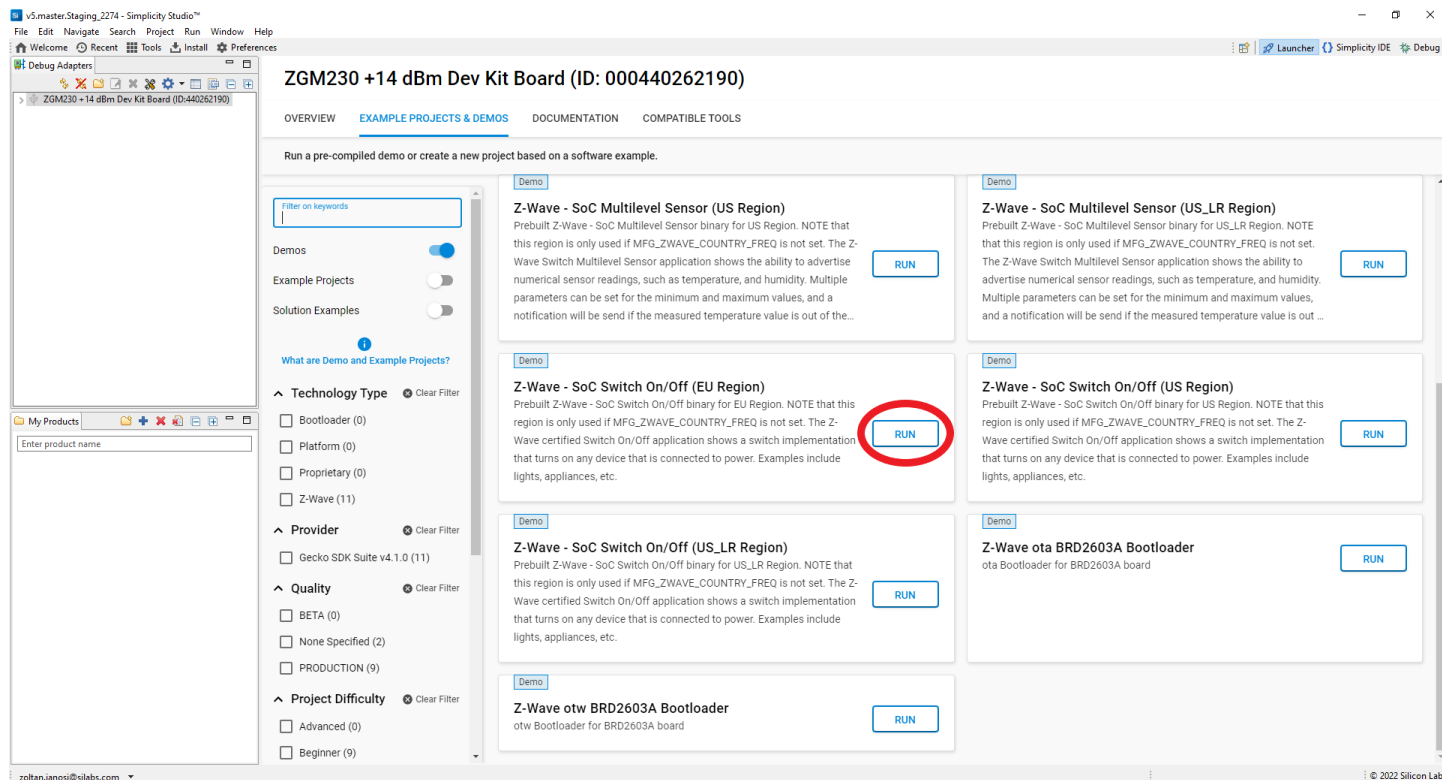 v5.master.Staging_2274 - Simplicity Studio™
File Edit Navigate Search Project Run Window Help
Welcome Recent Tools Install Preferences
Launcher Simplicity IDE Debug
Debug Adapters
ZGM230 +14 dBm Dev Kit Board (ID:440262190)
My Products
Enter product name
ZGM230 +14 dBm Dev Kit Board (ID: 000440262190)
OVERVIEW EXAMPLE PROJECTS & DEMOS DOCUMENTATION COMPATIBLE TOOLS
Run a pre-compiled demo or create a new project based on a software example.
Filter on keywords
Demos
Example Projects
Solution Examples
What are Demo and Example Projects?
Technology Type Clear Filter
Bootloader (0)
Platform (0)
Proprietary (0)
Z-Wave (11)
Provider Clear Filter
Gecko SDK Suite v4.1.0 (11)
Quality Clear Filter
BETA (0)
None Specified (2)
PRODUCTION (9)
Project Difficulty Clear Filter
Advanced (0)
Beginner (9)
Demo
Z-Wave - SoC Multilevel Sensor (US Region)
Prebuilt Z-Wave - SoC Multilevel Sensor binary for US Region. NOTE that
this region is only used if MFG_ZWAVE_COUNTRY_FREQ is not set. The Z-
Wave Switch Multilevel Sensor application shows the ability to advertise
numerical sensor readings, such as temperature, and humidity. Multiple
parameters can be set for the minimum and maximum values, and a
notification will be send if the measured temperature value is out of the...
RUN
Demo
Z-Wave - SoC Multilevel Sensor (US_LR Region)
Prebuilt Z-Wave - SoC Multilevel Sensor binary for US_LR Region. NOTE
that this region is only used if MFG_ZWAVE_COUNTRY_FREQ is not set.
The Z-Wave Switch Multilevel Sensor application shows the ability to
advertise numerical sensor readings, such as temperature, and humidity.
Multiple parameters can be set for the minimum and maximum values,
and a notification will be send if the measured temperature value is out ...
RUN
Demo
Z-Wave - SoC Switch On/Off (EU Region)
Prebuilt Z-Wave - SoC Switch On/Off binary for EU Region. NOTE that this
region is only used if MFG_ZWAVE_COUNTRY_FREQ is not set. The Z-
Wave certified Switch On/Off application shows a switch implementation
that turns on any device that is connected to power. Examples include
lights, appliances, etc.
RUN
Demo
Z-Wave - SoC Switch On/Off (US Region)
Prebuilt Z-Wave - SoC Switch On/Off binary for US Region. NOTE that this
region is only used if MFG_ZWAVE_COUNTRY_FREQ is not set. The Z-
Wave certified Switch On/Off application shows a switch implementation
that turns on any device that is connected to power. Examples include
lights, appliances, etc.
RUN
Demo
Z-Wave - SoC Switch On/Off (US_LR Region)
Prebuilt Z-Wave - SoC Switch On/Off binary for US_LR Region. NOTE that
this region is only used if MFG_ZWAVE_COUNTRY_FREQ is not set. The Z-
Wave certified Switch On/Off application shows a switch implementation
that turns on any device that is connected to power. Examples include
lights, appliances, etc.
RUN
Demo
Z-Wave ota BRD2603A Bootloader
ota Bootloader for BRD2603A board
RUN
Demo
Z-Wave otw BRD2603A Bootloader
otw Bootloader for BRD2603A board
RUN
zoltan.janosi@silabs.com
© 2022 Silicon Lab